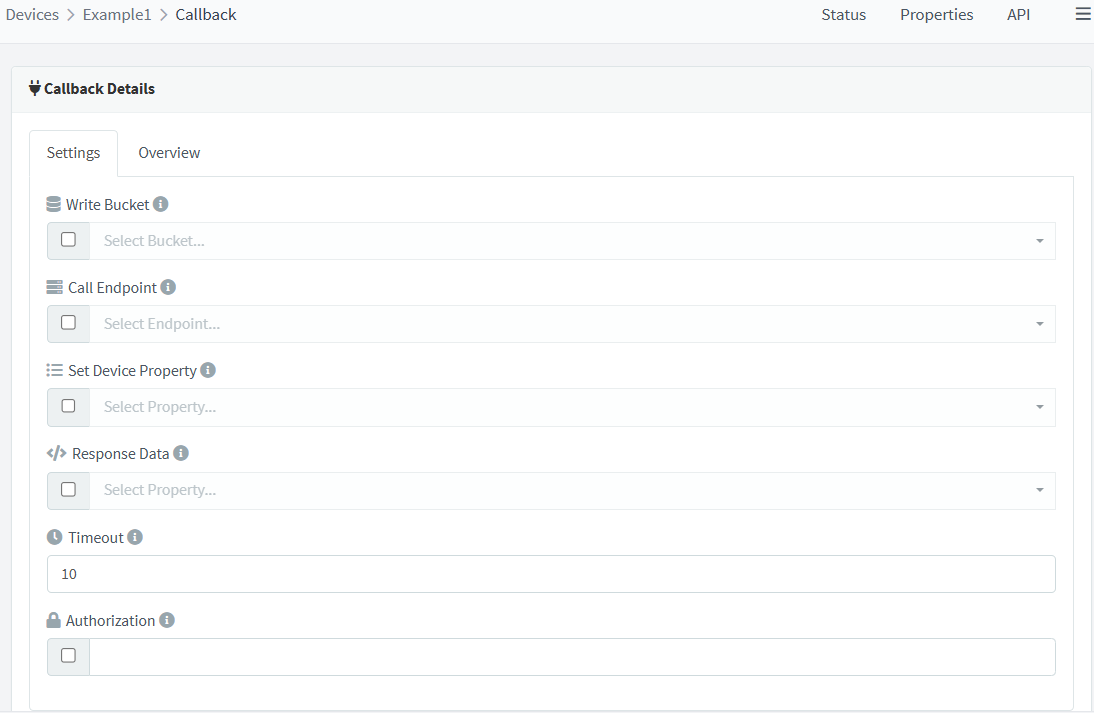 Devices > Example1 > Callback Status Properties API
Callback Details
Settings Overview
Write Bucket
Select Bucket...
Call Endpoint
Select Endpoint...
Set Device Property
Select Property...
Response Data
Select Property...
Timeout
10
Authorization